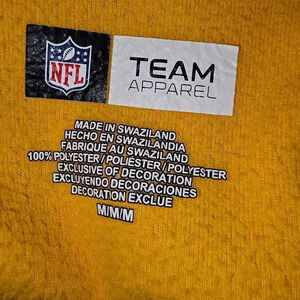 NFL
TEAM
APPAREL
MADE IN SWAZILAND
HECHO EN SWAZILANDIA
FABRIQUE AU SWAZILAND
100% POLYESTER / POLIESTER / POLYESTER
EXCLUSIVE OF DECORATION
EXCLUYENDO DECORACIONES
DECORATION EXCLUE
M/M/M